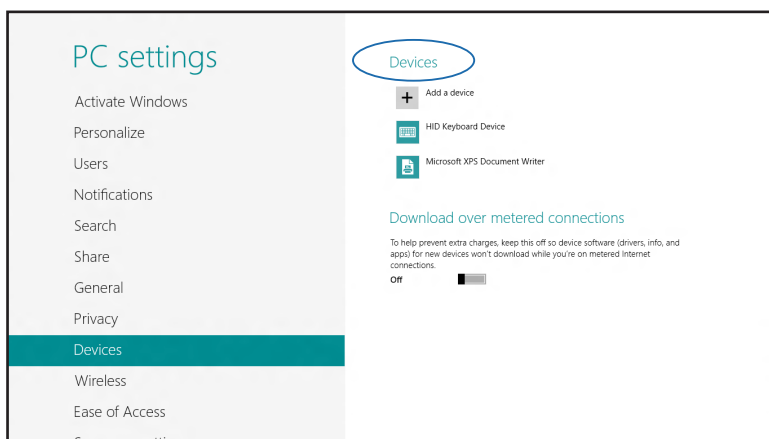 PC settings
Activate Windows
Personalize
Users
Notifications
Search
Share
General
Privacy
Devices
Wireless
Ease of Access
Devices
Add a device
HID Keyboard Device
Microsoft XPS Document Writer
Download over metered connections
To help prevent extra charges, keep this off so device software (drivers, info, and
apps) for new devices won't download while you're on metered Internet
connections.
Off